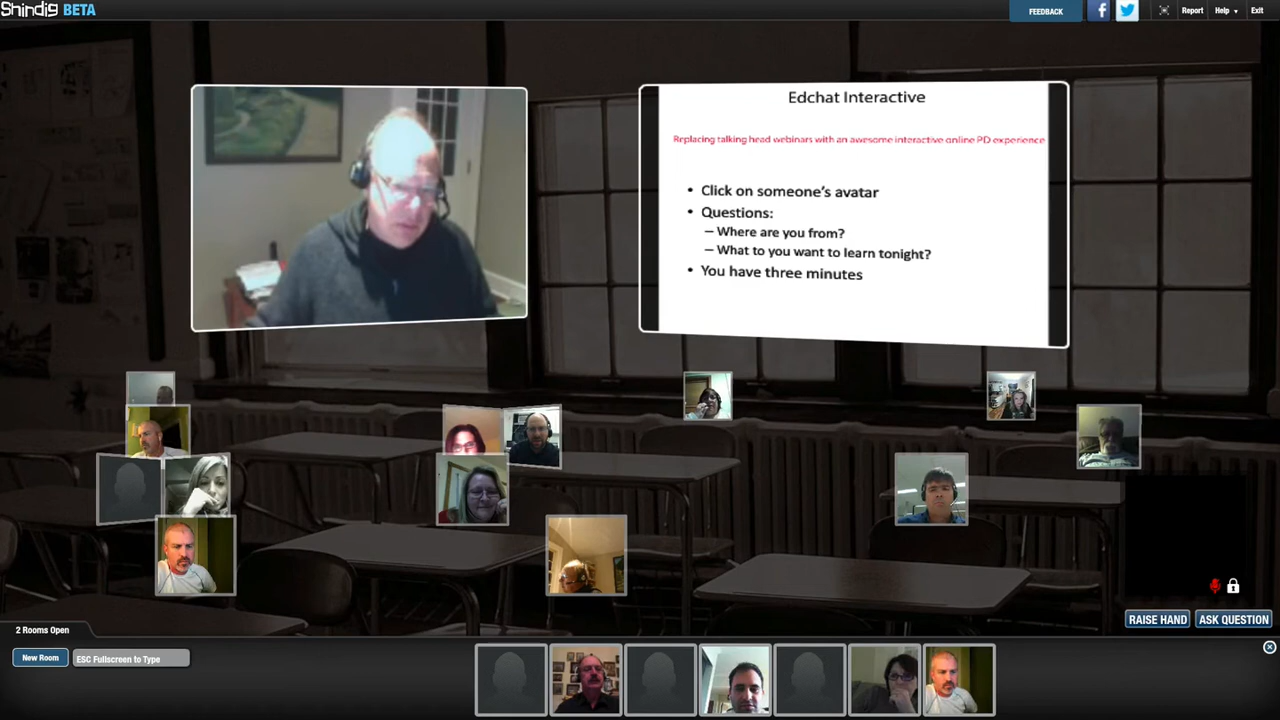 Shindig BETA
FEEDBACK
Report
Help
Exit
Edchat Interactive
Replacing talking head webinars with an awesome interactive online PD experience
• Click on someone's avatar
• Questions:
– Where are you from?
– What to you want to learn tonight?
• You have three minutes
RAISE HAND
ASK QUESTION
2 Rooms Open
New Room
ESC Fullscreen to Type